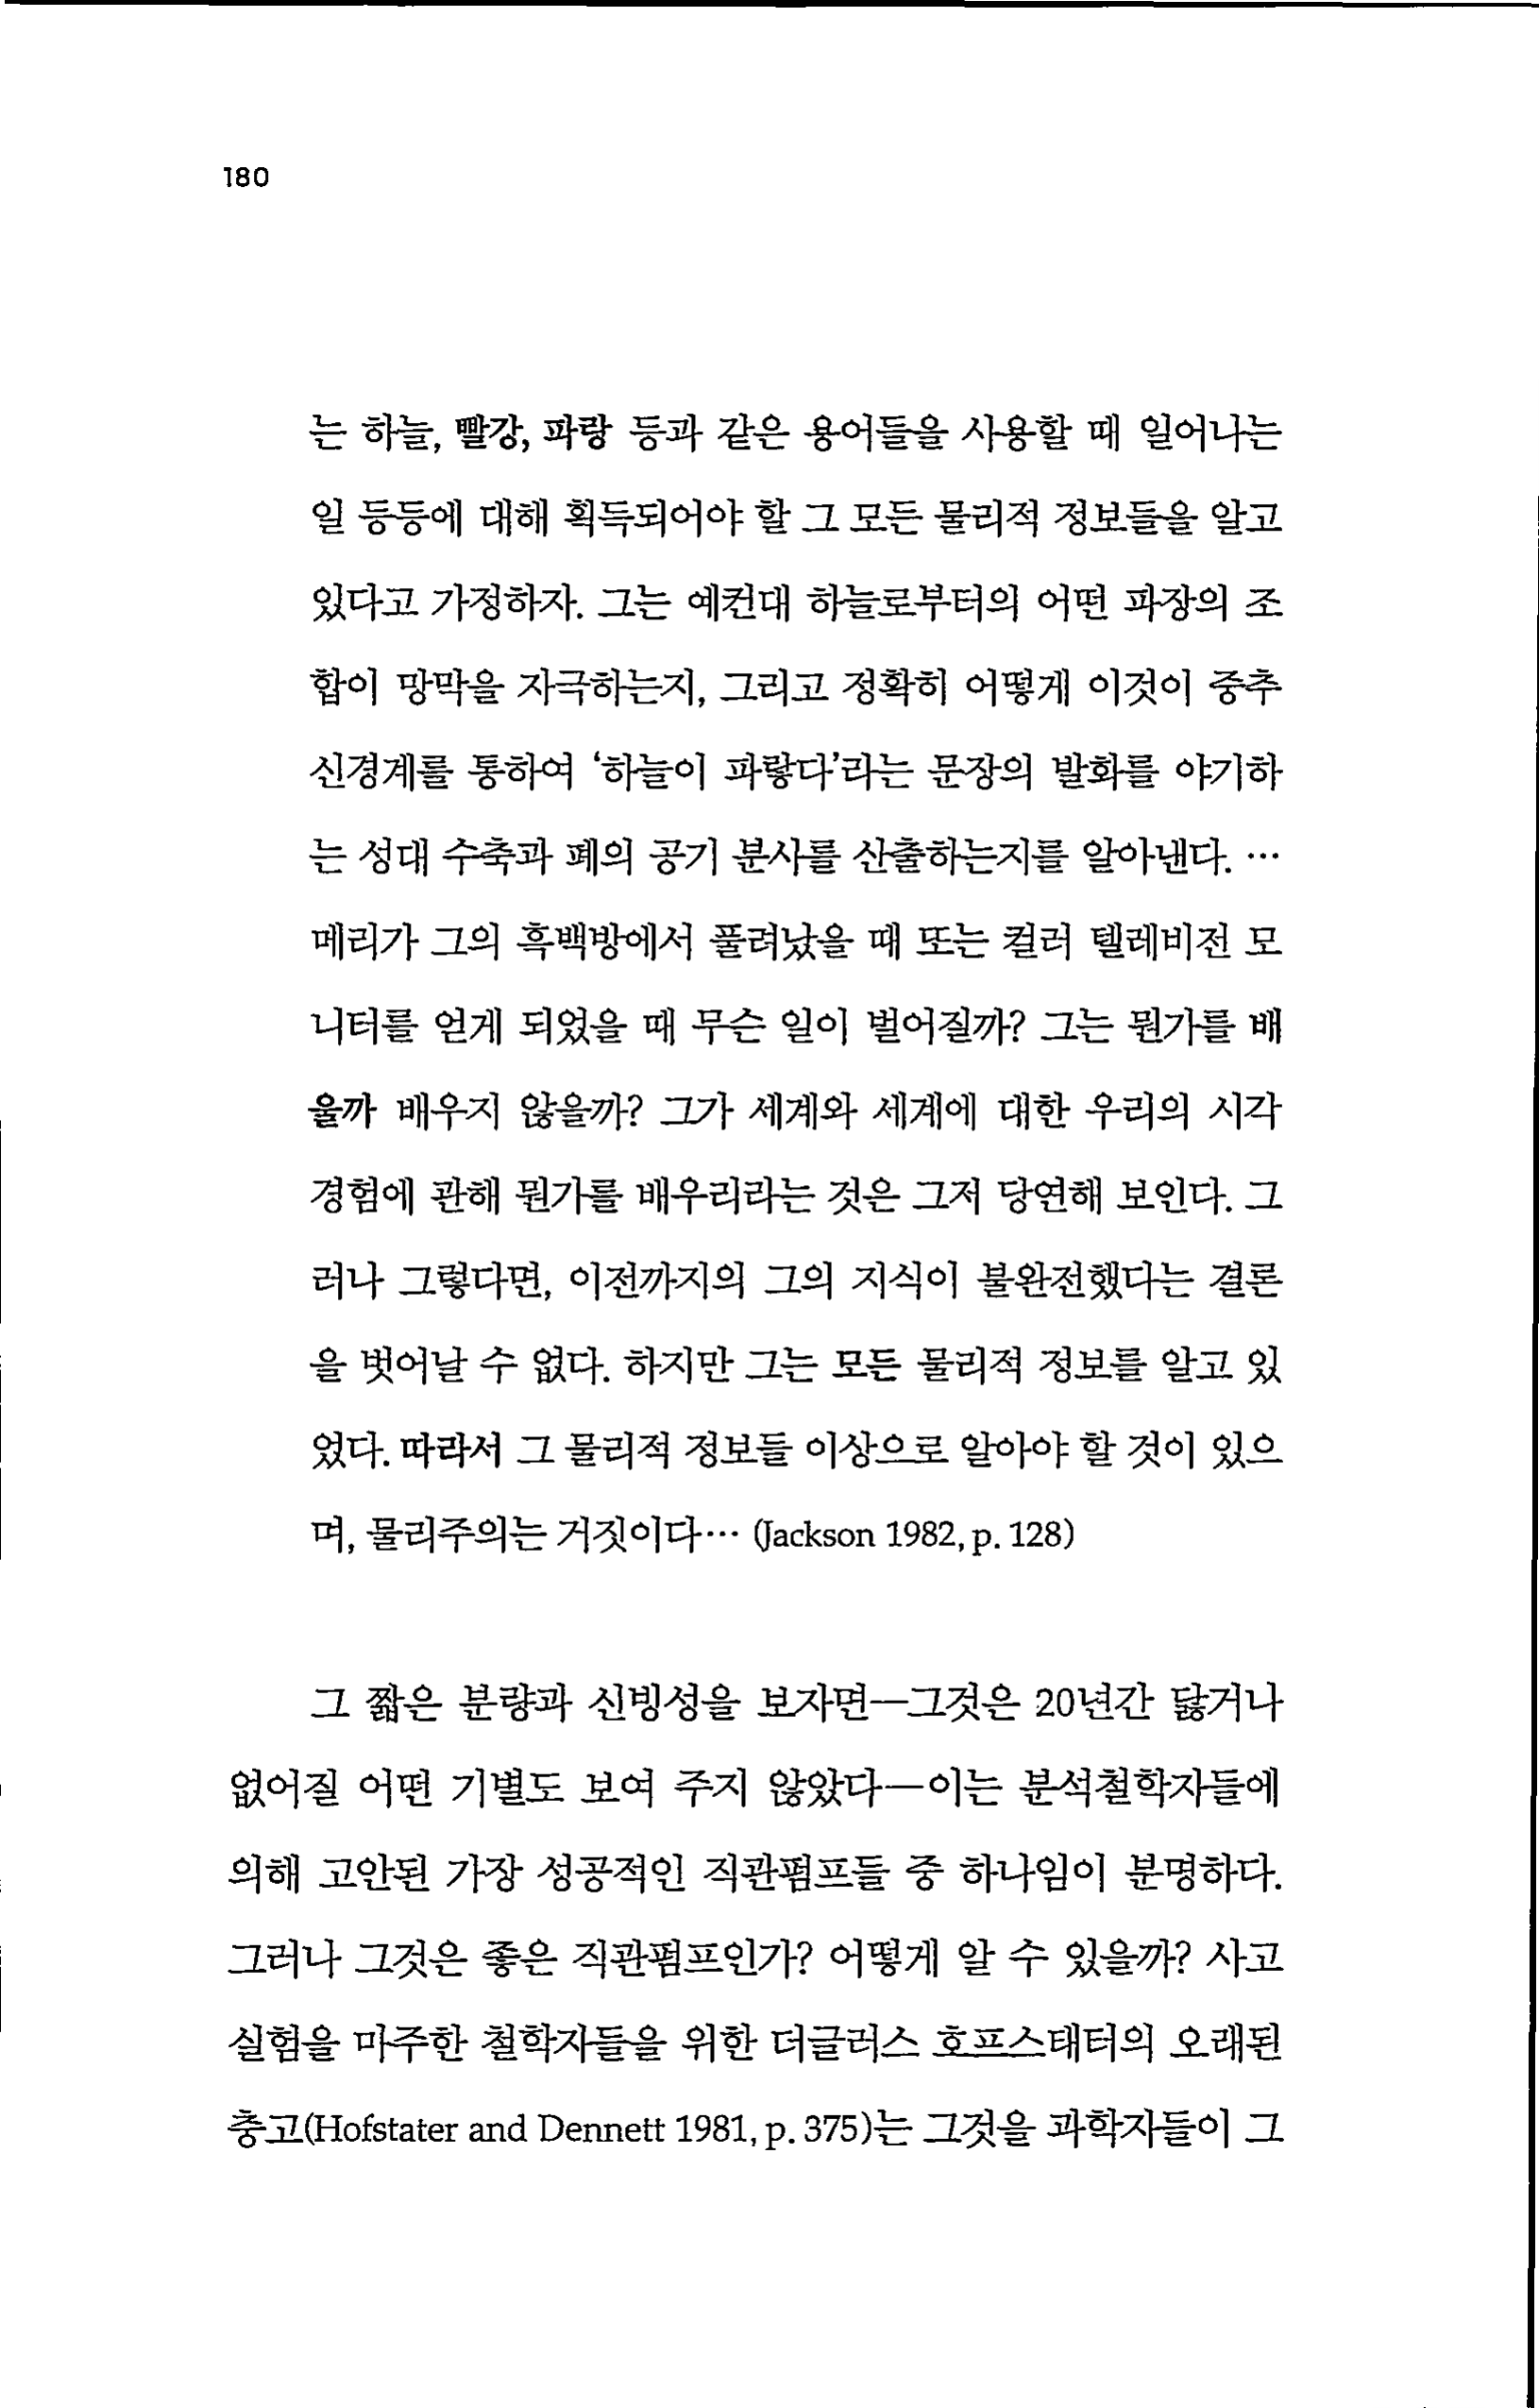 180
는 하늘, 빨강, 파랑 등과 같은 용어들을 사용할 때 일어나는
일 등등에 대해 획득되어야 할 그 모든 물리적 정보들을 알고
있다고 가정하자. 그는 예컨대 하늘로부터의 어떤 파장의 조
합이 망막을 자극하는지, 그리고 정확히 어떻게 이것이 중추
신경계를 통하여 ‘하늘이 파랗다’라는 문장의 발화를 야기하
는 성대 수축과 폐의 공기 분사를 산출하는지를 알아낸다. …
메리가 그의 흑백방에서 풀려났을 때 또는 컬러 텔레비전 모
니터를 얻게 되었을 때 무슨 일이 벌어질까? 그는 뭔가를 배
울까 배우지 않을까? 그가 세계와 세계에 대한 우리의 시각
경험에 관해 뭔가를 배우리라는 것은 그저 당연해 보인다. 그
러나 그렇다면, 이전까지의 그의 지식이 불완전했다는 결론
을 벗어날 수 없다. 하지만 그는 모든 물리적 정보를 알고 있
었다. 따라서 그 물리적 정보들 이상으로 알아야 할 것이 있으
며, 물리주의는 거짓이다… (Jackson 1982, p. 128)
그 짧은 분량과 신빙성을 보자면—그것은 20년간 닳거나
없어질 어떤 기별도 보여 주지 않았다—이는 분석철학자들에
의해 고안된 가장 성공적인 직관펌프들 중 하나임이 분명하다.
그러나 그것은 좋은 직관펌프인가? 어떻게 알 수 있을까? 사고
실험을 마주한 철학자들을 위한 더글러스 호프스태터의 오래된
충고(Hofstater and Dennett 1981, p. 375)는 그것을 과학자들이 그